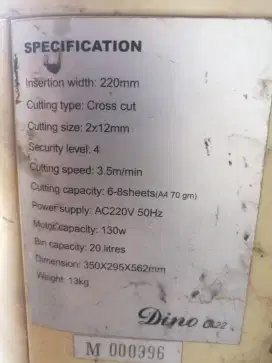 SPECIFICATION
Insertion width: 220mm
Cutting type: Cross cut
Cutting size: 2x12mm
Security level: 4
Cutting speed: 3.5m/min
Cutting capacity: 6-8sheets(A4 70 gm)
Power supply: AC220V 50Hz
Motor capacity: 130w
Bin capacity: 20 litres
Dimension: 350X295X562mm
Weight: 13kg
Dino
M 000396